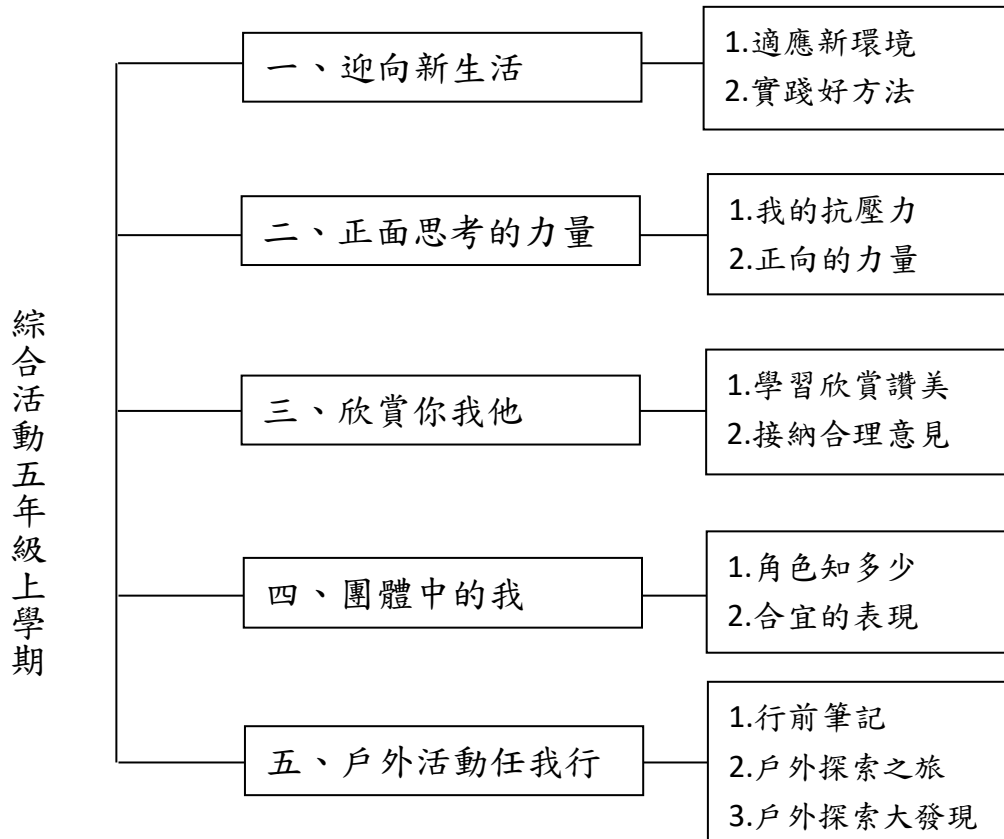 綜合活動五年級上學期
一、迎向新生活
1.適應新環境
2.實踐好方法
二、正面思考的力量
1.我的抗壓力
2.正向的力量
三、欣賞你我他
1.學習欣賞讚美
2.接納合理意見
四、團體中的我
1.角色知多少
2.合宜的表現
五、戶外活動任我行
1.行前筆記
2.戶外探索之旅
3.戶外探索大發現